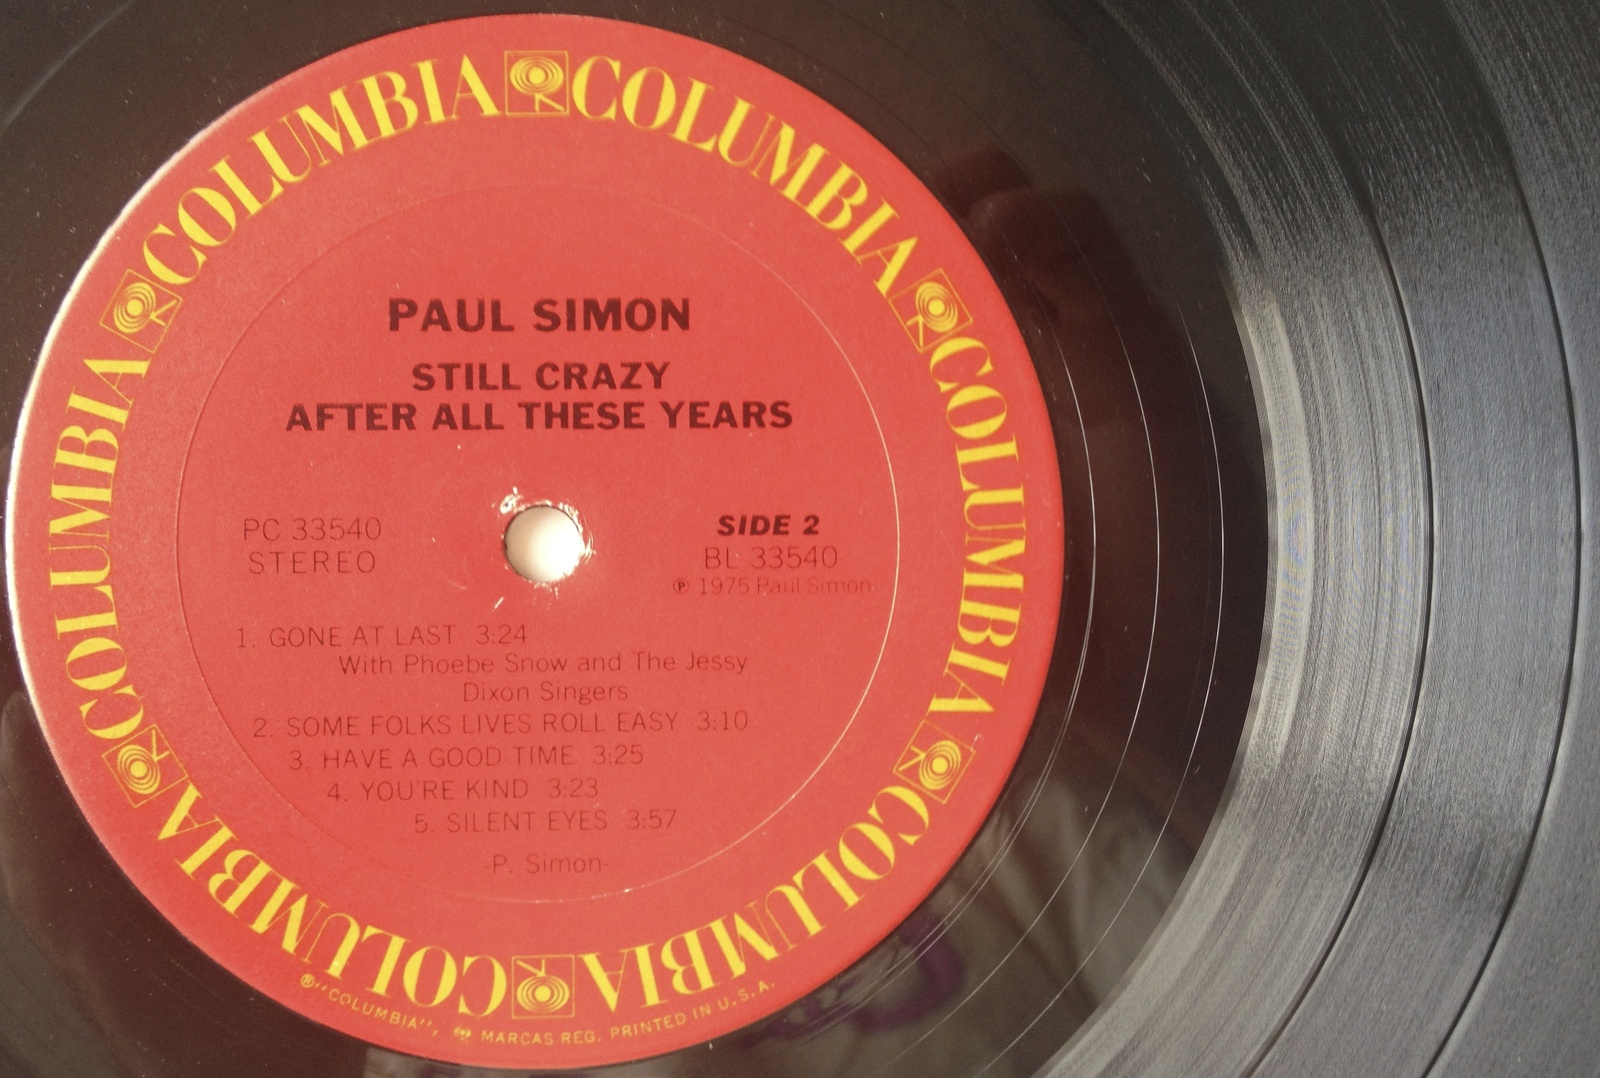 COLUMBIA COLUMBIA COLUMBIA COLUMBIA COLUMBIA COLUMBIA
PAUL SIMON
STILL CRAZY
AFTER ALL THESE YEARS
PC 33540
STEREO
SIDE 2
BL 33540
℗ 1975 Paul Simon
1. GONE AT LAST 3:24
With Phoebe Snow and The Jessy
Dixon Singers
2. SOME FOLKS LIVES ROLL EASY 3:10
3. HAVE A GOOD TIME 3:25
4. YOU'RE KIND 3:23
5. SILENT EYES 3:57
-P. Simon-
®"COLUMBIA", MARCAS REG. PRINTED IN U.S.A.